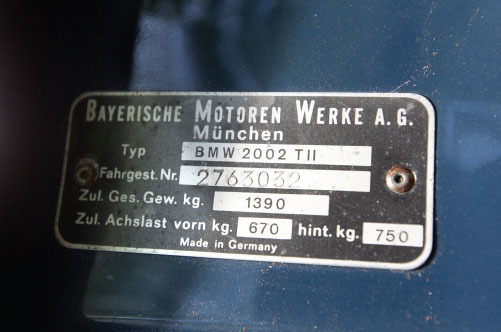 BAYERISCHE MOTOREN WERKE A.G.
München
Typ BMW 2002 TII
Fahrgest. Nr. 2763032
Zul. Ges. Gew. kg. 1390
Zul. Achslast vorn kg. 670 hint. kg. 750
Made in Germany